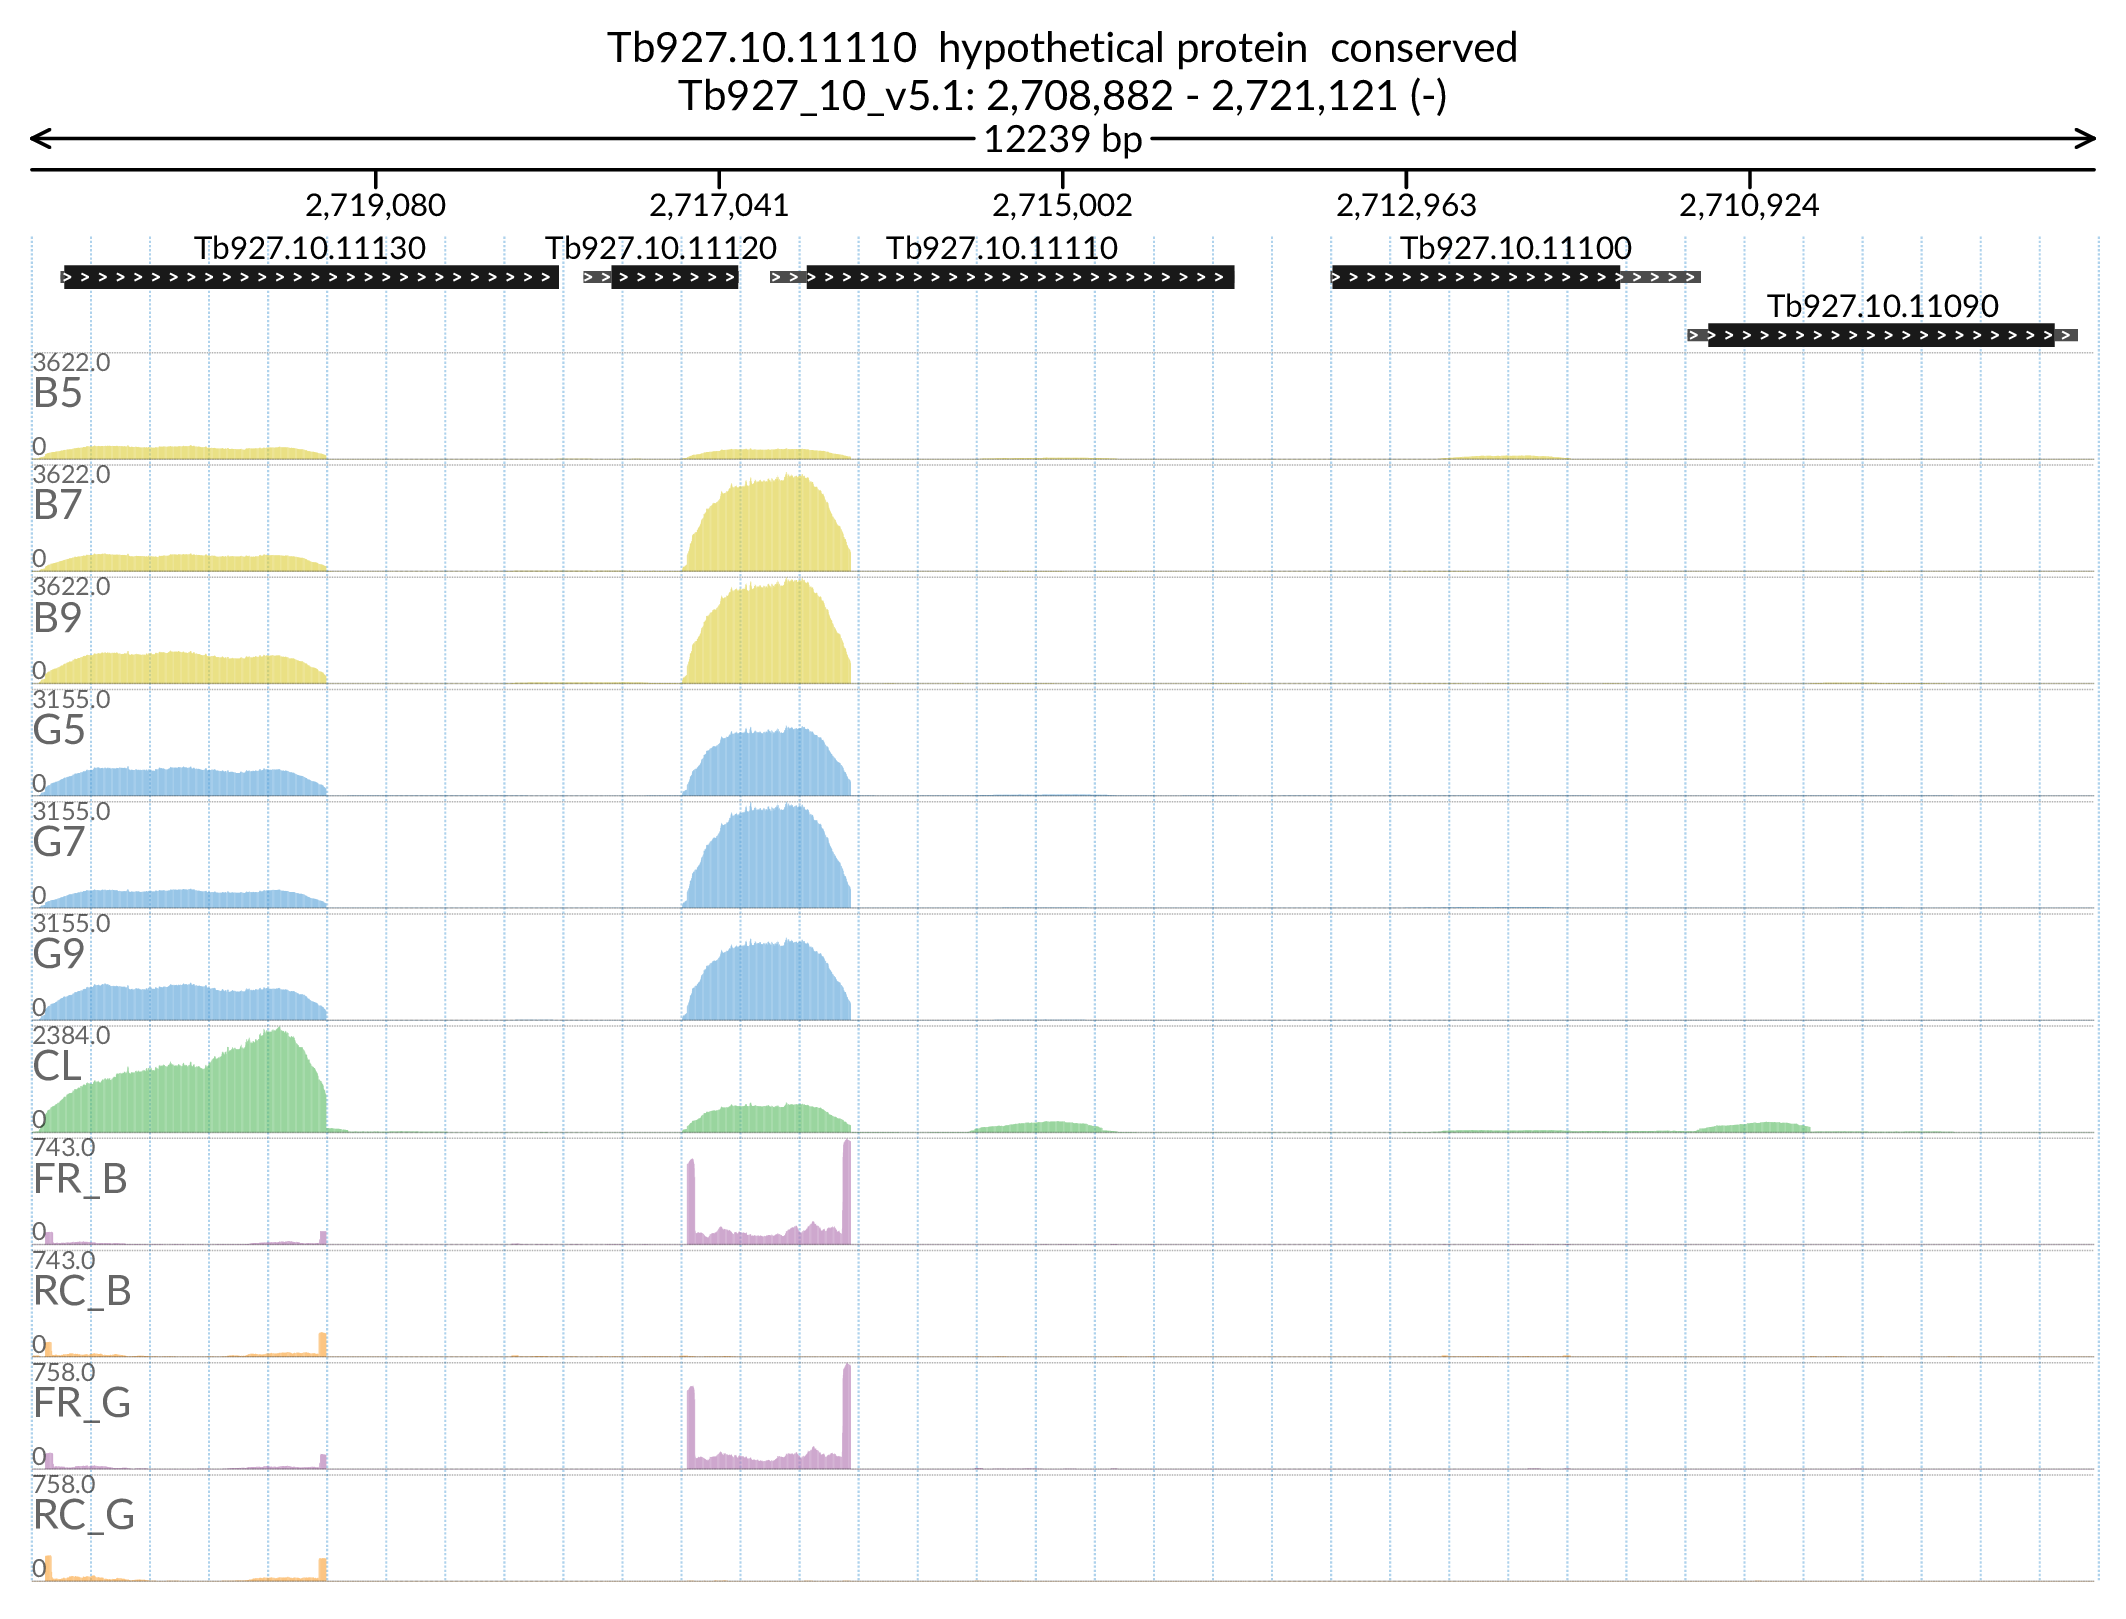 Tb927.10.11110 hypothetical protein conserved
Tb927_10_v5.1: 2,708,882 - 2,721,121 (-)
12239 bp
2,719,080 2,717,041 2,715,002 2,712,963 2,710,924
Tb927.10.11130 Tb927.10.11120 Tb927.10.11110 Tb927.10.11100
Tb927.10.11090
3622.0
B5
0
3622.0
B7
0
3622.0
B9
0
3155.0
G5
0
3155.0
G7
0
3155.0
G9
0
2384.0
CL
0
743.0
FR_B
0
743.0
RC_B
0
758.0
FR_G
0
758.0
RC_G
0